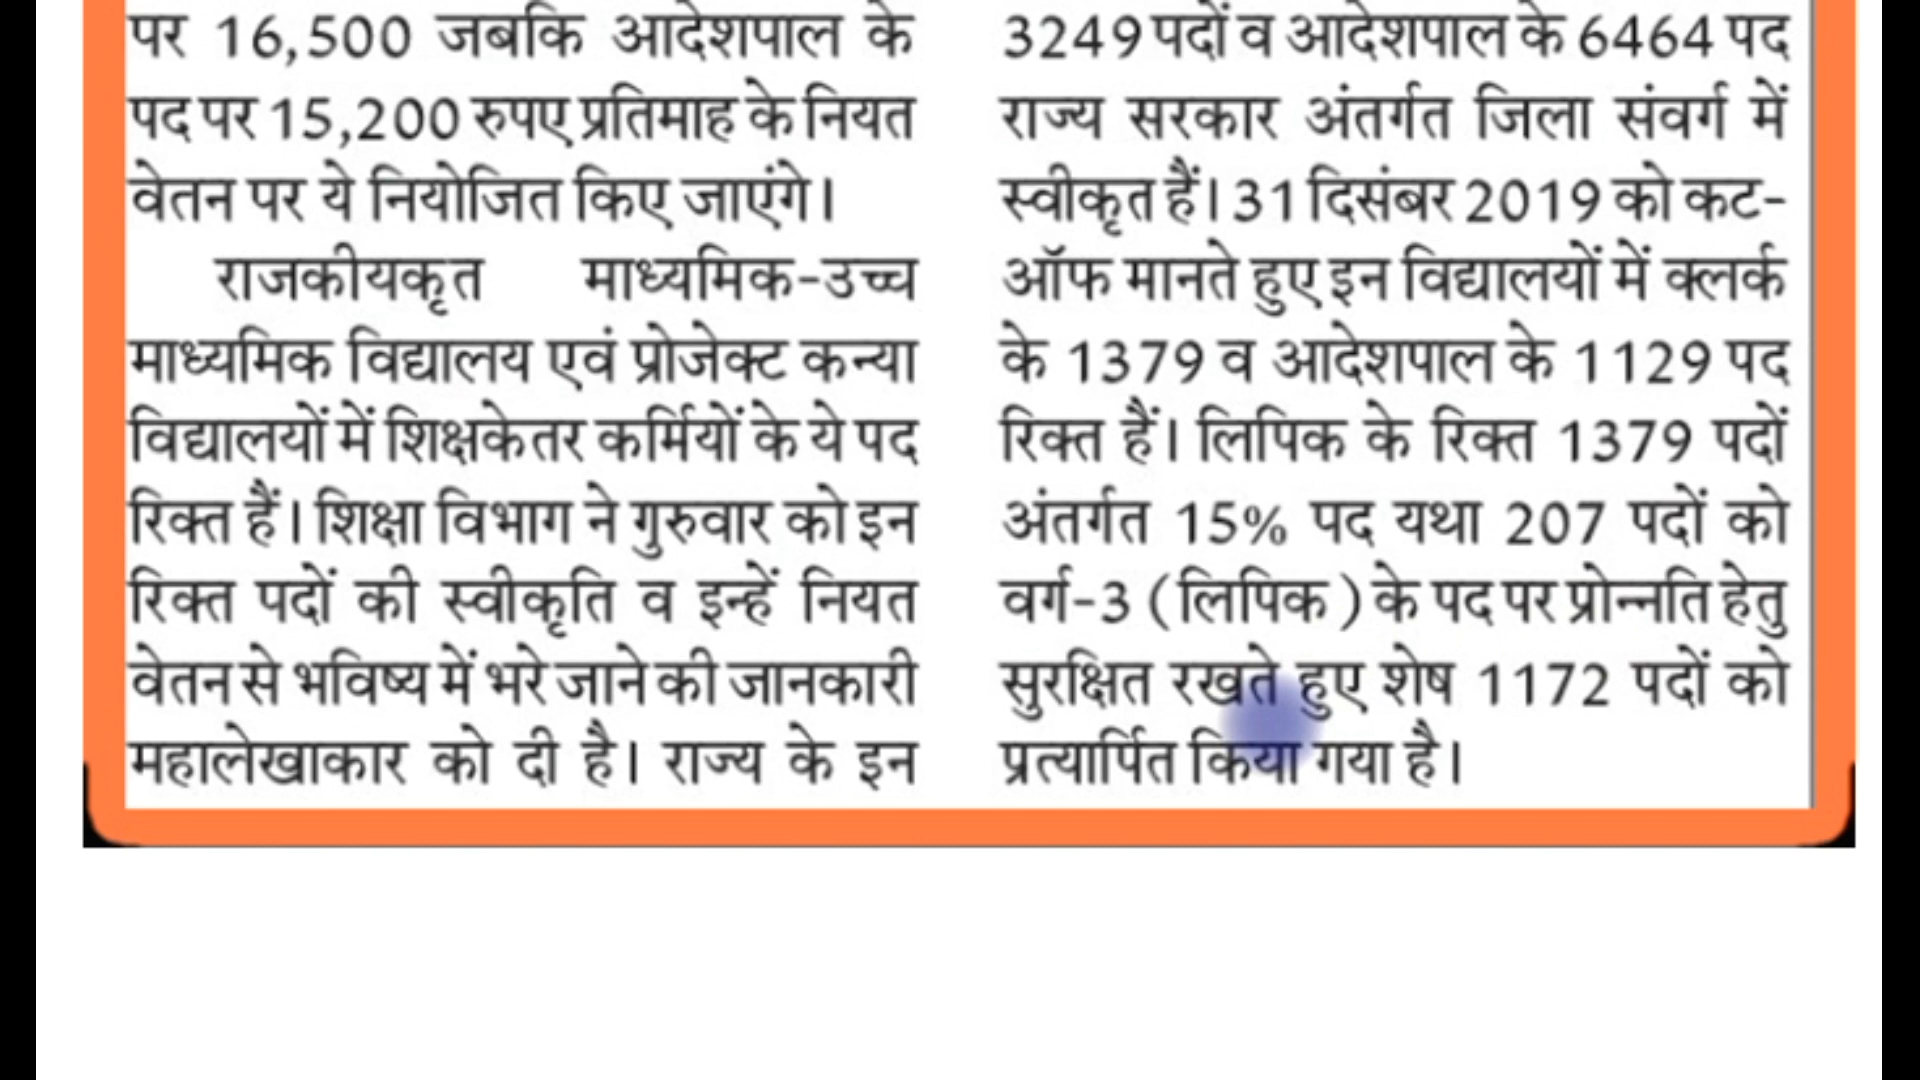 पर 16,500 जबकि आदेशपाल के
पद पर 15,200 रुपए प्रतिमाह के नियत
वेतन पर ये नियोजित किए जाएंगे।
राजकीयकृत माध्यमिक-उच्च
माध्यमिक विद्यालय एवं प्रोजेक्ट कन्या
विद्यालयों में शिक्षकेतर कर्मियों के ये पद
रिक्त हैं। शिक्षा विभाग ने गुरुवार को इन
रिक्त पदों की स्वीकृति व इन्हें नियत
वेतन से भविष्य में भरे जाने की जानकारी
महालेखाकार को दी है। राज्य के इन
3249 पदों व आदेशपाल के 6464 पद
राज्य सरकार अंतर्गत जिला संवर्ग में
स्वीकृत हैं। 31 दिसंबर 2019 को कट-
ऑफ मानते हुए इन विद्यालयों में क्लर्क
के 1379 व आदेशपाल के 1129 पद
रिक्त हैं। लिपिक के रिक्त 1379 पदों
अंतर्गत 15% पद यथा 207 पदों को
वर्ग-3 (लिपिक) के पद पर प्रोन्नति हेतु
सुरक्षित रखते हुए शेष 1172 पदों को
प्रत्यार्पित किया गया है।